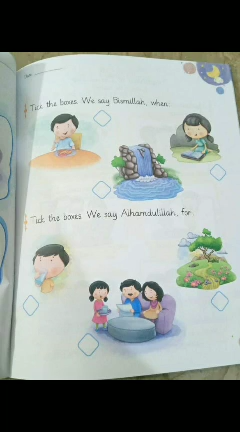 Tick the boxes. We say Bismillah, when:
Tick the boxes. We say Alhamdulillah, for: